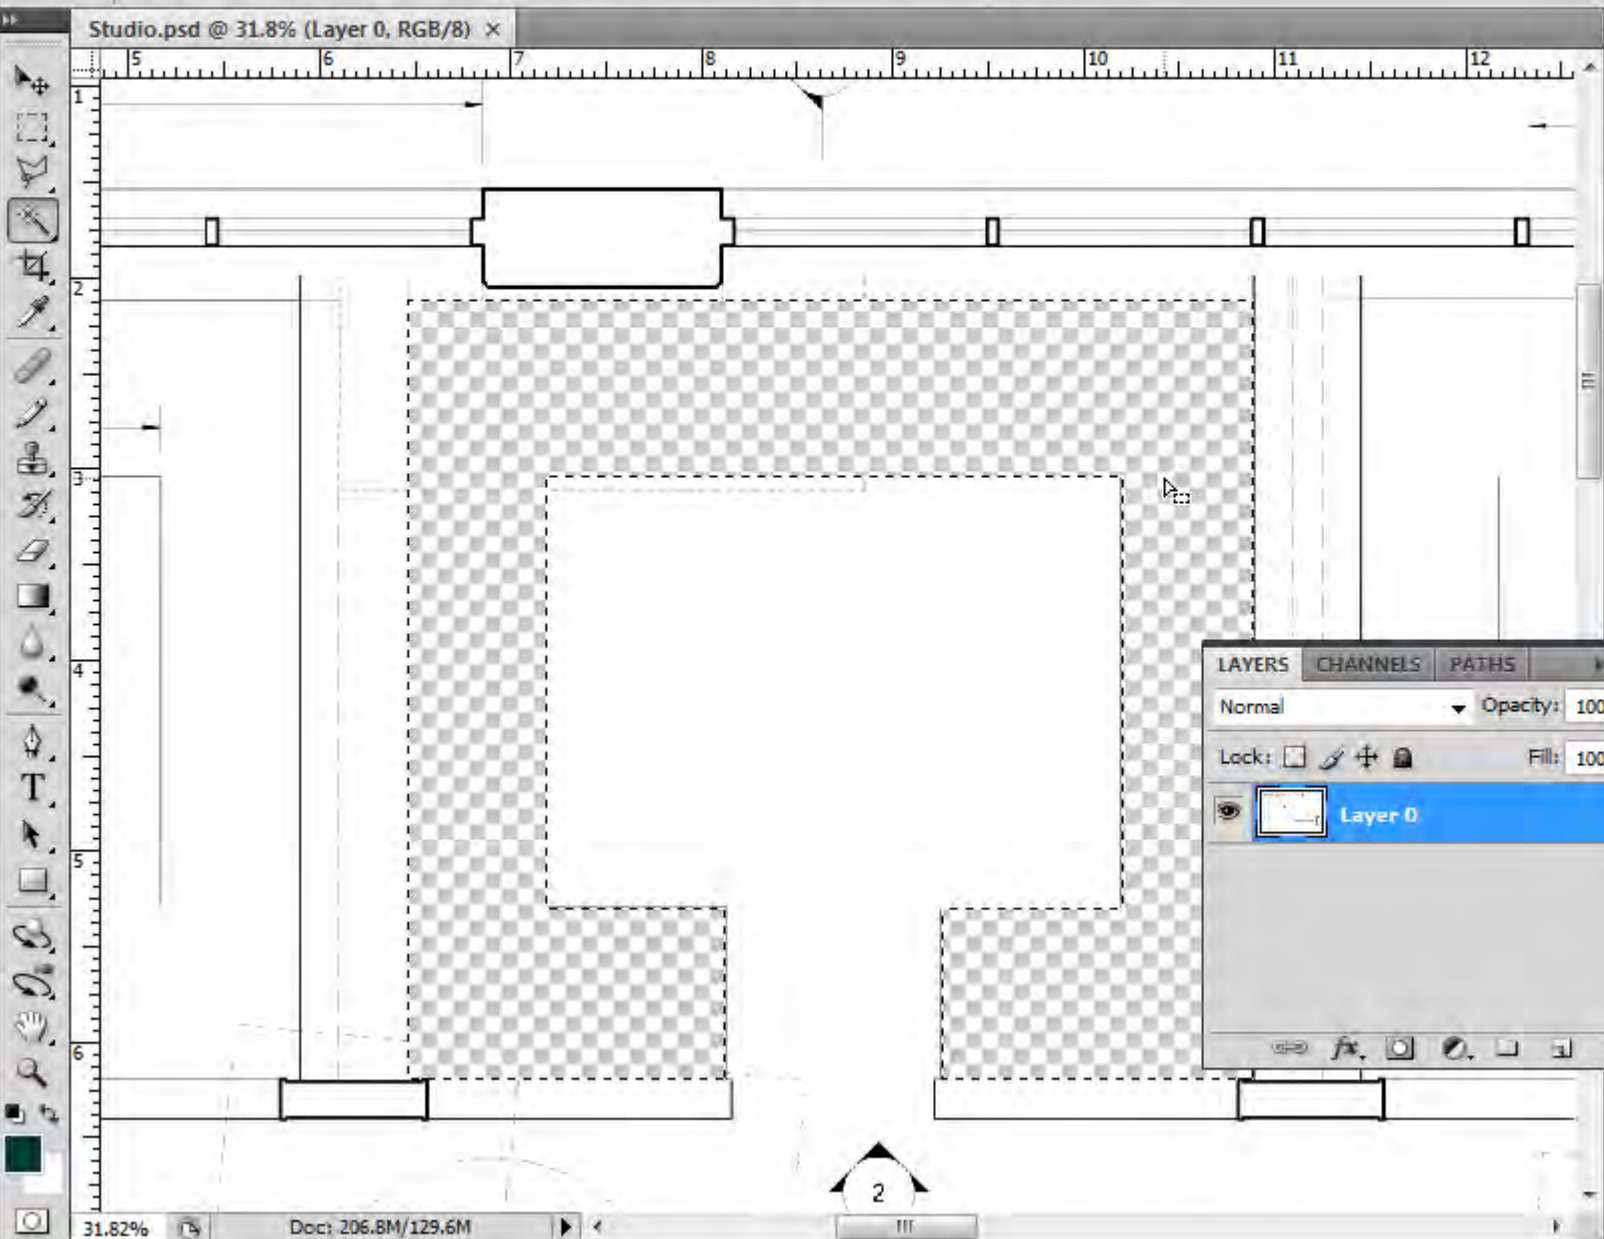 Studio.psd @ 31.8% (Layer 0, RGB/8) ×
5 6 7 8 9 10 11 12
1
2
3
4
5
6
T
LAYERS CHANNELS PATHS
Normal Opacity: 100
Lock: Fill: 100
Layer 0
fx
2
31.82% Doc: 206.8M/129.6M